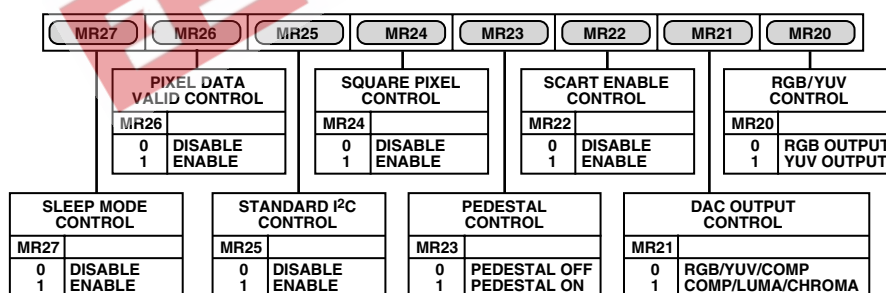 MR27 MR26 MR25 MR24 MR23 MR22 MR21 MR20
PIXEL DATA
VALID CONTROL
MR26
0 DISABLE
1 ENABLE
SQUARE PIXEL
CONTROL
MR24
0 DISABLE
1 ENABLE
SCART ENABLE
CONTROL
MR22
0 DISABLE
1 ENABLE
RGB/YUV
CONTROL
MR20
0 RGB OUTPUT
1 YUV OUTPUT
SLEEP MODE
CONTROL
MR27
0 DISABLE
1 ENABLE
STANDARD I²C
CONTROL
MR25
0 DISABLE
1 ENABLE
PEDESTAL
CONTROL
MR23
0 PEDESTAL OFF
1 PEDESTAL ON
DAC OUTPUT
CONTROL
MR21
0 RGB/YUV/COMP
1 COMP/LUMA/CHROMA